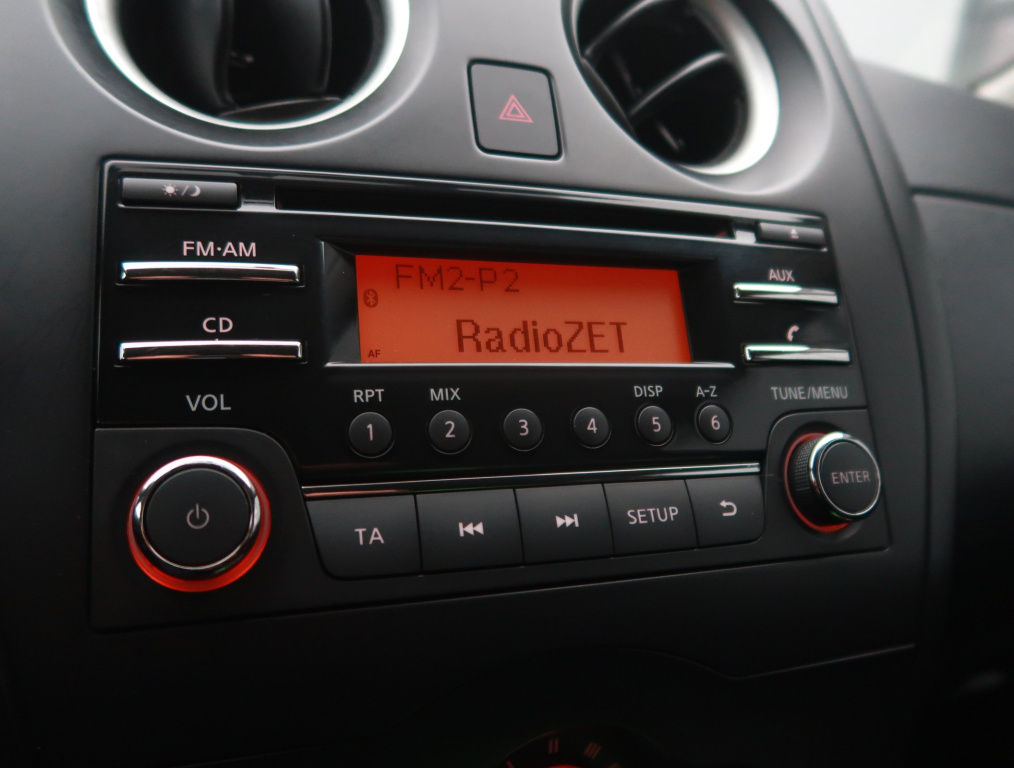 FM·AM
CD
VOL
FM2-P2
RadioZET
AF
AUX
RPT
MIX
DISP
A-Z
TUNE/MENU
1
2
3
4
5
6
TA
SETUP
ENTER